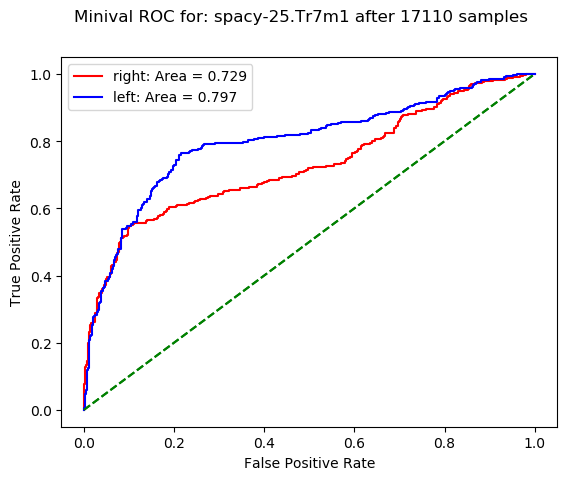 Minival ROC for: spacy-25.Tr7m1 after 17110 samples
right: Area = 0.729
left: Area = 0.797
True Positive Rate
1.0
0.8
0.6
0.4
0.2
0.0
0.0 0.2 0.4 0.6 0.8 1.0
False Positive Rate